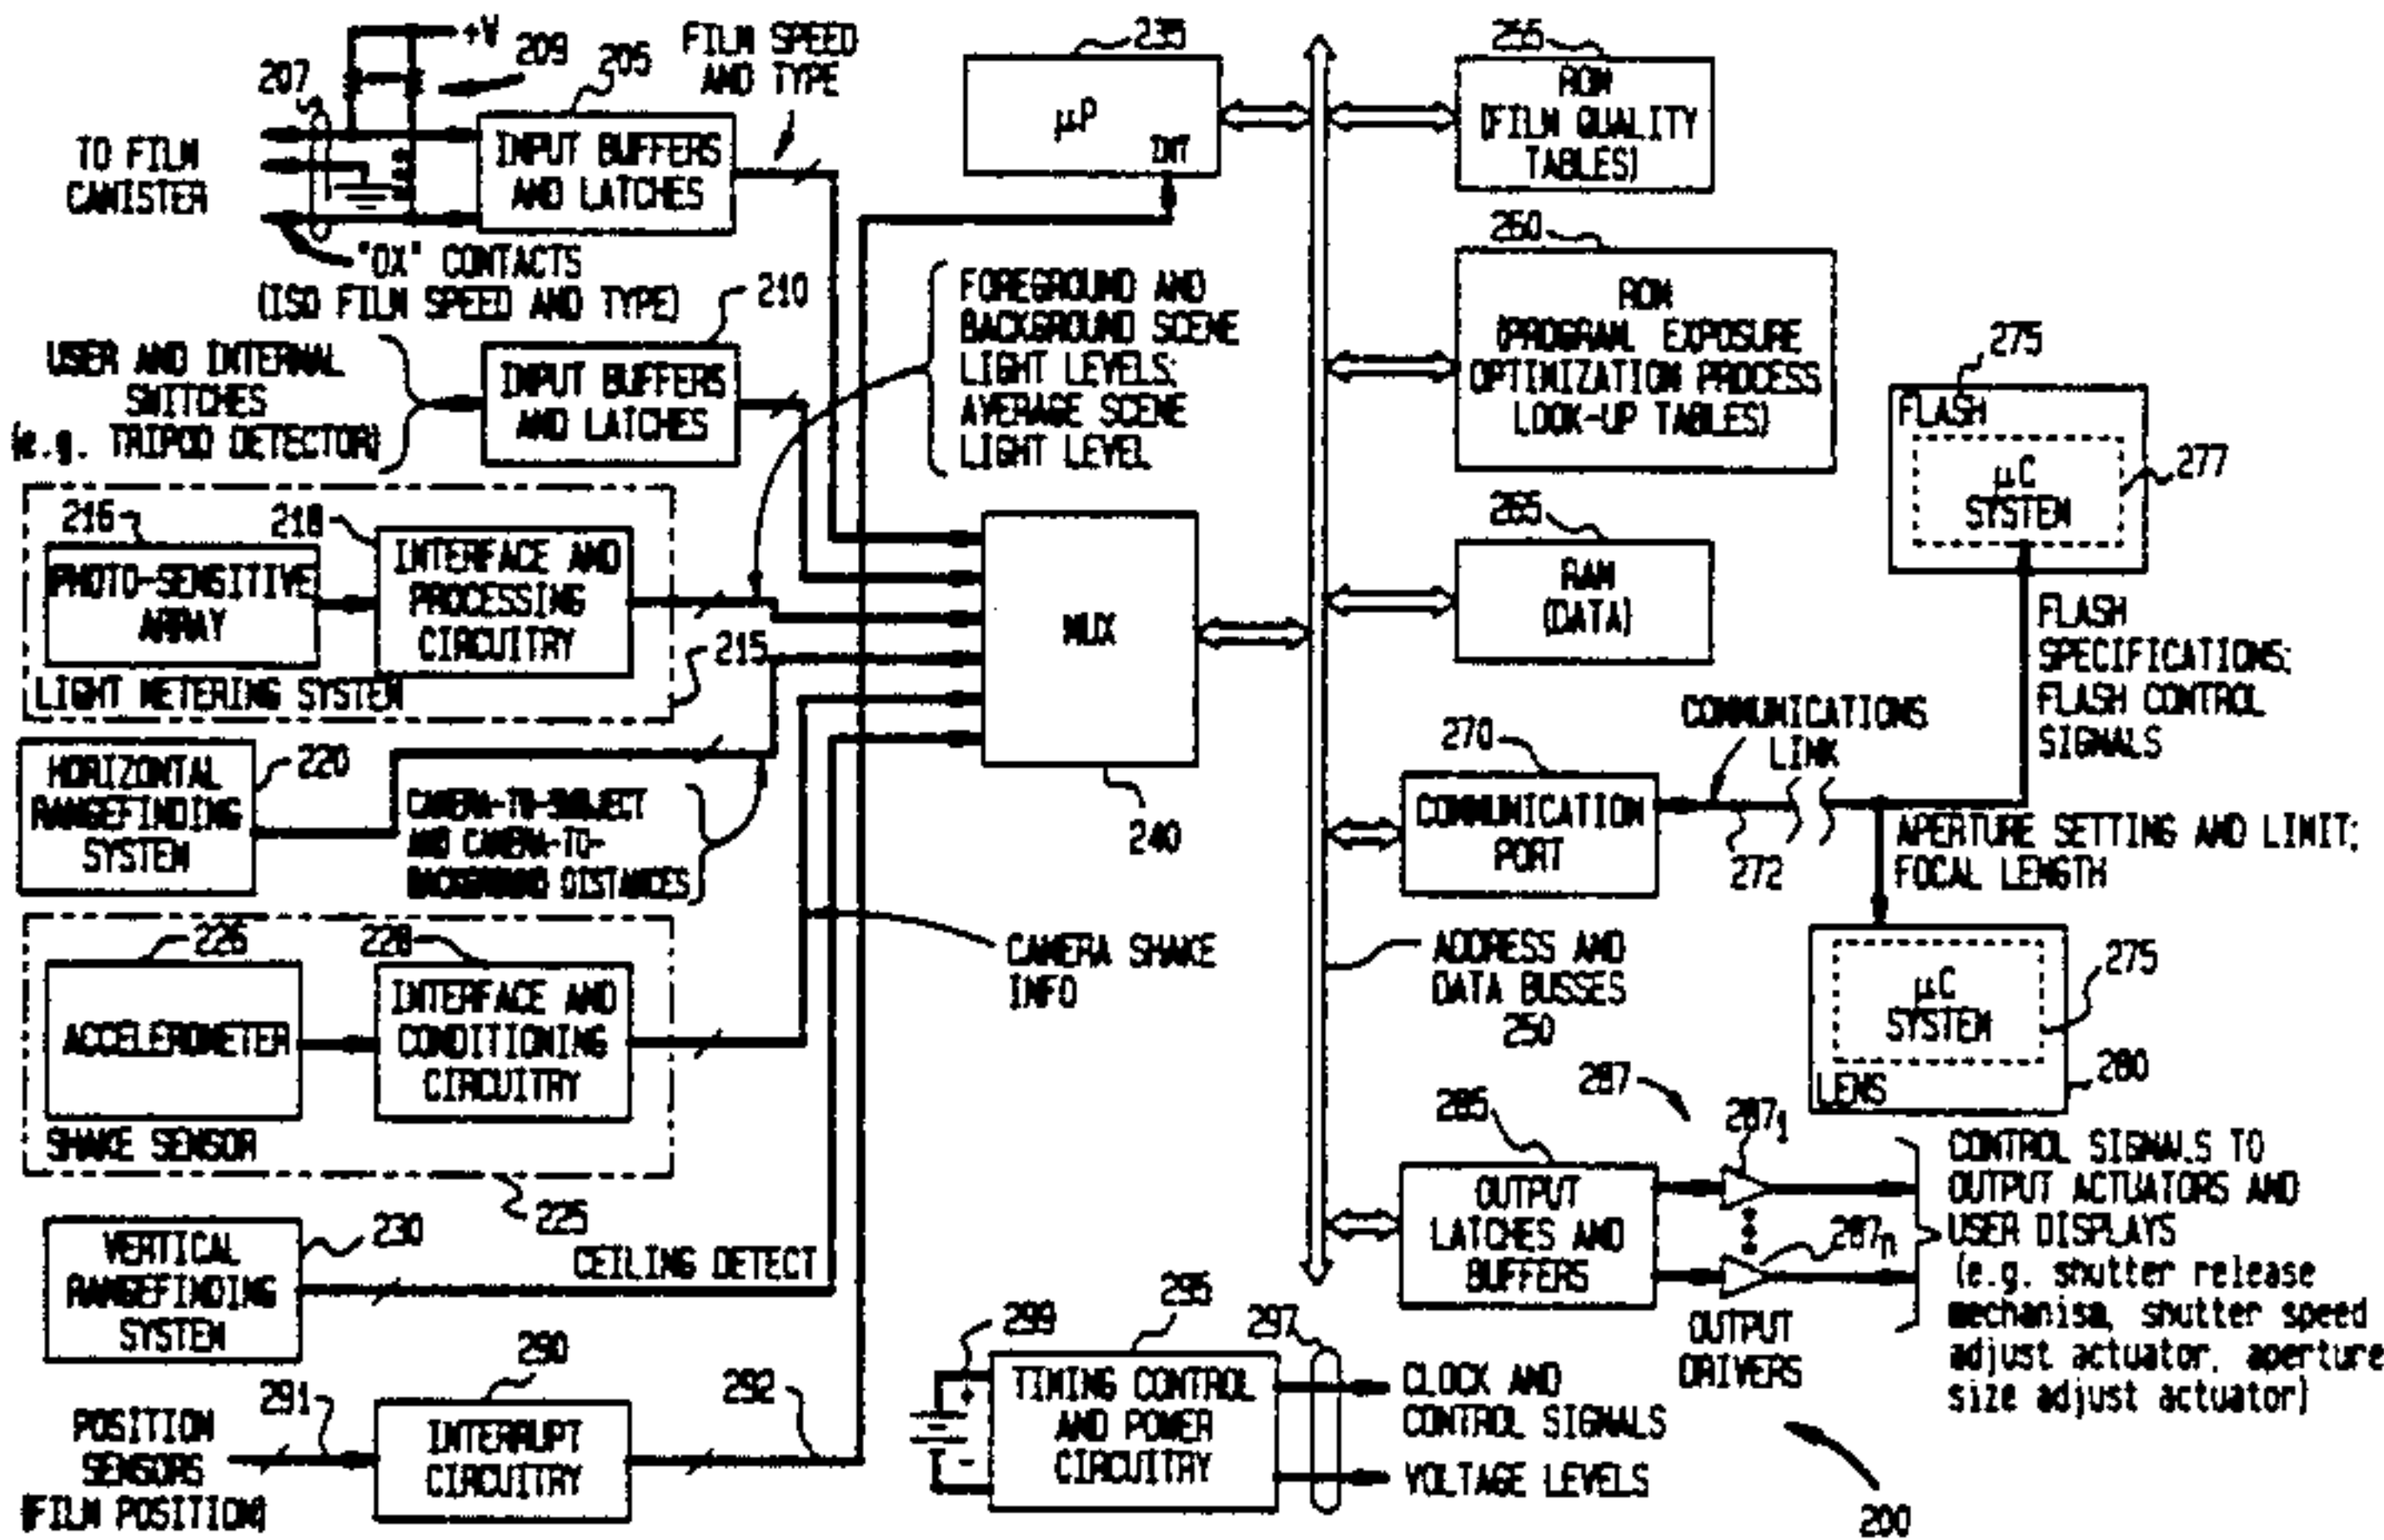 +V
209
207
205
FILM SPEED
AND TYPE
TO FILM
CANISTER
INPUT BUFFERS
AND LATCHES
"DX" CONTACTS
(ISO FILM SPEED AND TYPE)
210
USER AND INTERNAL
SWITCHES
(e.g. TRIPOD DETECTOR)
INPUT BUFFERS
AND LATCHES
216
218
PHOTO-SENSITIVE
ARRAY
INTERFACE AND
PROCESSING
CIRCUITRY
LIGHT METERING SYSTEM
215
HORIZONTAL
RANGEFINDING
SYSTEM
220
CAMERA-TO-SUBJECT
AND CAMERA-TO-
BACKGROUND DISTANCES
226
228
ACCELEROMETER
INTERFACE AND
CONDITIONING
CIRCUITRY
SHAKE SENSOR
225
VERTICAL
RANGEFINDING
SYSTEM
230
CEILING DETECT
290
291
292
POSITION
SENSORS
(FILM POSITION)
INTERRUPT
CIRCUITRY
235
µP
INT
FOREGROUND AND
BACKGROUND SCENE
LIGHT LEVELS;
AVERAGE SCENE
LIGHT LEVEL
MUX
240
CAMERA SHAKE
INFO
299
295
297
+
-
TIMING CONTROL
AND POWER
CIRCUITRY
CLOCK AND
CONTROL SIGNALS
VOLTAGE LEVELS
ROM
(FILM QUALITY
TABLES)
260
ROM
(PROGRAM, EXPOSURE
OPTIMIZATION PROCESS
LOOK-UP TABLES)
265
RAM
(DATA)
270
COMMUNICATION
PORT
COMMUNICATIONS
LINK
272
ADDRESS AND
DATA BUSSES
250
275
FLASH
µC
SYSTEM
277
FLASH
SPECIFICATIONS;
FLASH CONTROL
SIGNALS
APERTURE SETTING AND LIMIT;
FOCAL LENGTH
µC
SYSTEM
275
LENS
280
285
OUTPUT
LATCHES AND
BUFFERS
287
287₁
287ₙ
OUTPUT
DRIVERS
CONTROL SIGNALS TO
OUTPUT ACTUATORS AND
USER DISPLAYS
(e.g. shutter release
mechanism, shutter speed
adjust actuator, aperture
size adjust actuator)
200